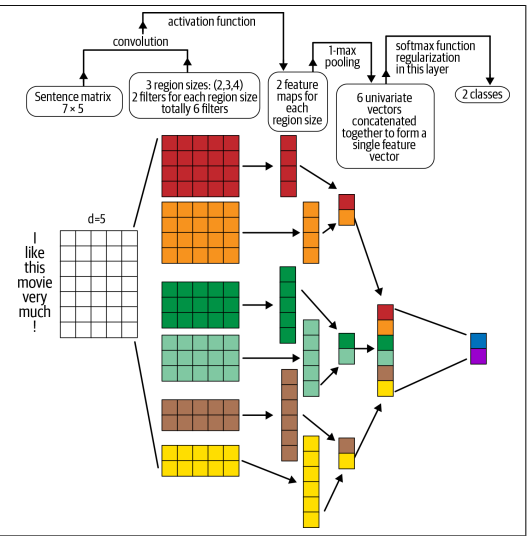 activation function
convolution
1-max
pooling
softmax function
regularization
in this layer
Sentence matrix
7 × 5
3 region sizes: (2,3,4)
2 filters for each region size
totally 6 filters
2 feature
maps for
each
region size
6 univariate
vectors
concatenated
together to form a
single feature
vector
2 classes
d=5
I
like
this
movie
very
much
!